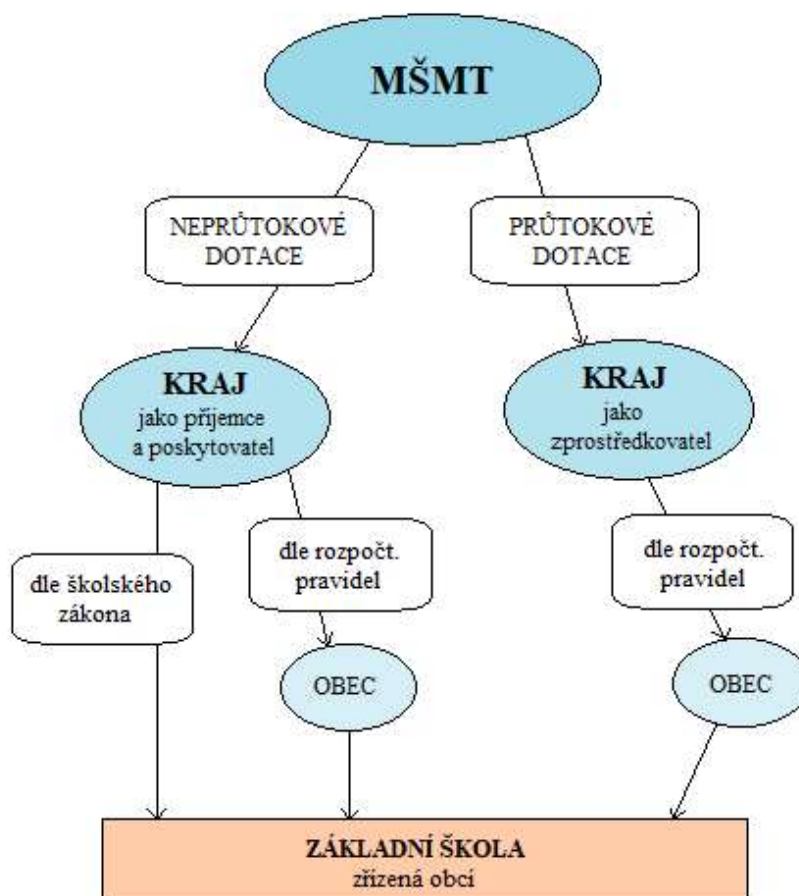 MŠMT
NEPRŮTOKOVÉ
DOTACE
PRŮTOKOVÉ
DOTACE
KRAJ
jako příjemce
a poskytovatel
KRAJ
jako
zprostředkovatel
dle školského
zákona
dle rozpočt.
pravidel
dle rozpočt.
pravidel
OBEC
OBEC
ZÁKLADNÍ ŠKOLA
zřízená obcí